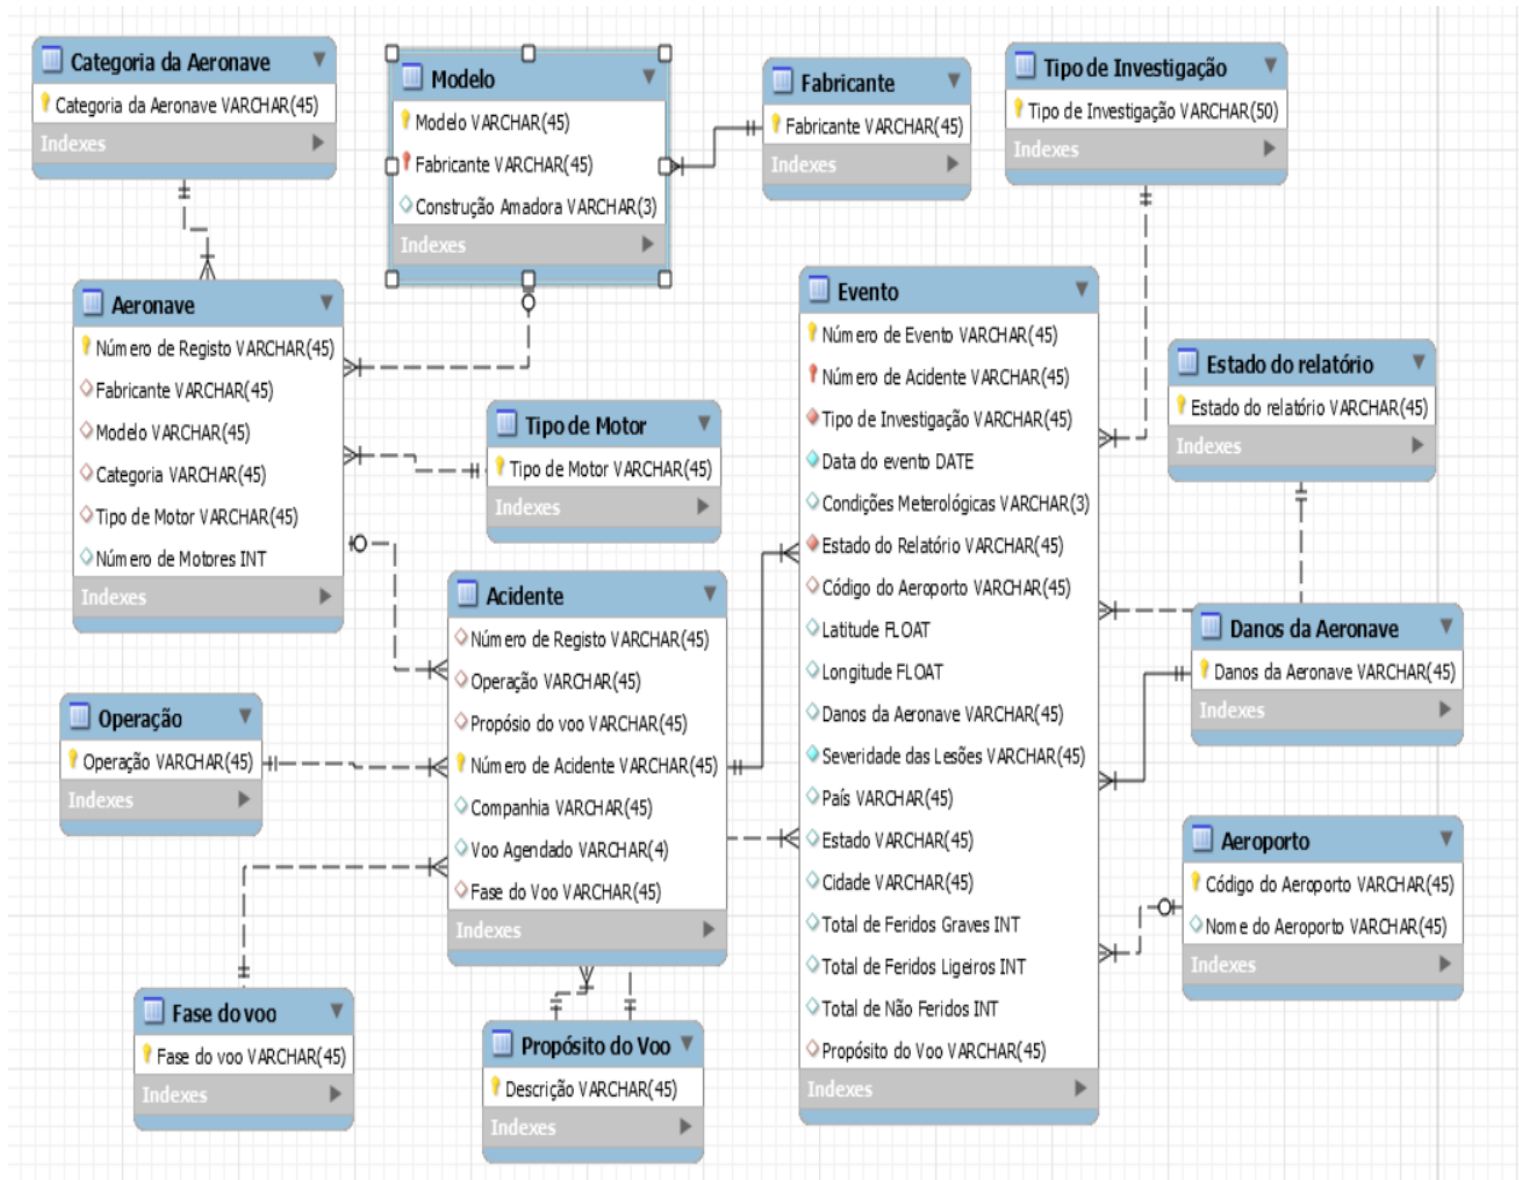 Categoria da Aeronave
Categoria da Aeronave VARCHAR(45)
Indexes
Modelo
Modelo VARCHAR(45)
Fabricante VARCHAR(45)
Construção Amadora VARCHAR(3)
Indexes
Fabricante
Fabricante VARCHAR(45)
Indexes
Tipo de Investigação
Tipo de Investigação VARCHAR(50)
Indexes
Aeronave
Número de Registo VARCHAR(45)
Fabricante VARCHAR(45)
Modelo VARCHAR(45)
Categoria VARCHAR(45)
Tipo de Motor VARCHAR(45)
Número de Motores INT
Indexes
Tipo de Motor
Tipo de Motor VARCHAR(45)
Indexes
Evento
Número de Evento VARCHAR(45)
Número de Acidente VARCHAR(45)
Tipo de Investigação VARCHAR(45)
Data do evento DATE
Condições Meterológicas VARCHAR(3)
Estado do Relatório VARCHAR(45)
Código do Aeroporto VARCHAR(45)
Latitude FLOAT
Longitude FLOAT
Danos da Aeronave VARCHAR(45)
Severidade das Lesões VARCHAR(45)
País VARCHAR(45)
Estado VARCHAR(45)
Cidade VARCHAR(45)
Total de Feridos Graves INT
Total de Feridos Ligeiros INT
Total de Não Feridos INT
Propósito do Voo VARCHAR(45)
Indexes
Estado do relatório
Estado do relatório VARCHAR(45)
Indexes
Acidente
Número de Registo VARCHAR(45)
Operação VARCHAR(45)
Propósio do voo VARCHAR(45)
Número de Acidente VARCHAR(45)
Companhia VARCHAR(45)
Voo Agendado VARCHAR(4)
Fase do Voo VARCHAR(45)
Indexes
Danos da Aeronave
Danos da Aeronave VARCHAR(45)
Indexes
Operação
Operação VARCHAR(45)
Indexes
Aeroporto
Código do Aeroporto VARCHAR(45)
Nome do Aeroporto VARCHAR(45)
Indexes
Fase do voo
Fase do voo VARCHAR(45)
Indexes
Propósito do Voo
Descrição VARCHAR(45)
Indexes